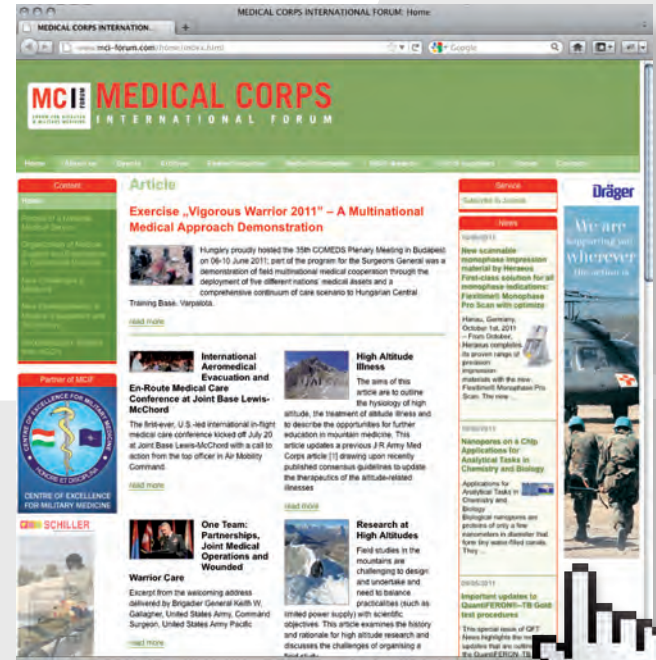 MEDICAL CORPS INTERNATIONAL FORUM: Home
MEDICAL CORPS INTERNATION...
www.mci-forum.com/home/index.html
Google
MCI FORUM
MEDICAL CORPS
INTERNATIONAL FORUM
Home
Contact
Home
Partner of MCIF
CENTRE OF EXCELLENCE FOR MILITARY MEDICINE
CENTRE OF EXCELLENCE
FOR MILITARY MEDICINE
SCHILLER
Article
Exercise „Vigorous Warrior 2011" – A Multinational
Medical Approach Demonstration
Hungary proudly hosted the 35th COMEDS Plenary Meeting in Budapest
on 06-10 June 2011; part of the program for the Surgeons General was a
demonstration of field multinational medical cooperation through the
deployment of five different nations' medical assets and a
comprehensive continuum of care scenario to Hungarian Central
Training Base, Varpalota.
read more
International
Aeromedical
Evacuation and
En-Route Medical Care
Conference at Joint Base Lewis-
McChord
The first-ever, U.S.-led international in-flight
medical care conference kicked off July 20
at Joint Base Lewis-McChord with a call to
action from the top officer in Air Mobility
Command.
read more
High Altitude
Illness
The aims of this
article are to outline
the hysiology of high
altitude, the treatment of altitude illness and
to describe the opportunities for further
education in mountain medicine. This
article updates a previous J R Army Med
Corps article [1] drawing upon recently
published consensus guidelines to update
the therapeutics of the altitude-related
illnesses
read more
One Team:
Partnerships,
Joint Medical
Operations and
Wounded
Warrior Care
Excerpt from the welcoming address
delivered by Brigadier General Keith W.
Gallagher, United States Army, Command
Surgeon, United States Army Pacific
read more
Research at
High Altitudes
Field studies in the
mountains are
challenging to design
and undertake and
need to balance
practicalities (such as
limited power supply) with scientific
objectives. This article examines the history
and rationale for high altitude research and
discusses the challenges of organising a
Service
News
New scannable
monophase impression
material by Heraeus
First-class solution for all
monophase indications:
Flexitime® Monophase
Pro Scan with optimize
Hanau, Germany,
October 1st, 2011
– From October,
Heraeus completes
its proven range of
precision
impression
materials with the new
Flexitime® Monophase Pro
Scan. The new ...
Nanopores on a Chip
Applications for
Analytical Tasks in
Chemistry and Biology
Applications for
Analytical Tasks in
Chemistry and
Biology
Biological nanopores are
proteins of only a few
nanometers in diameter that
form tiny water-filled canals.
They ...
Important updates to
QuantiFERON®-TB Gold
test procedures
This special issue of QFT
News highlights the
updates that are
the QuantiFERON-TB
Dräger
We are
supporting you
wherever
the action is